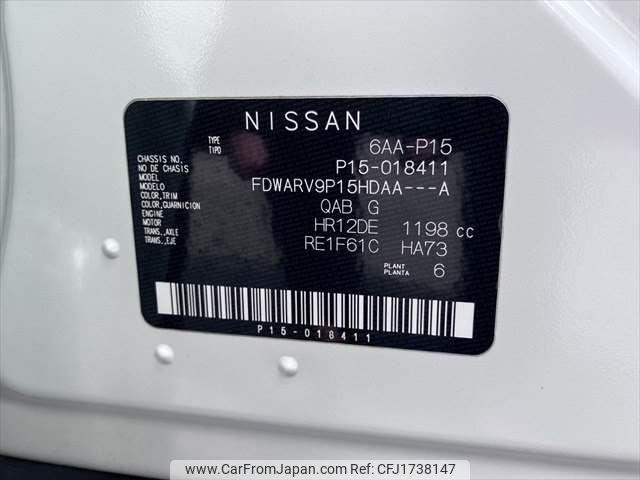 NISSAN
TYPE
TIPO 6AA-P15
CHASSIS NO.
NO DE CHASIS P15-018411
MODEL
MODELO FDWARV9P15HDAA---A
COLOR,TRIM
COLOR,GUARNICION QAB G
ENGINE
MOTOR HR12DE 1198 cc
TRANS.,AXLE
TRANS.,EJE RE1F61C HA73
PLANT
PLANTA 6
P15-018411
www.CarFromJapan.com - Car ID: CFJ1738147